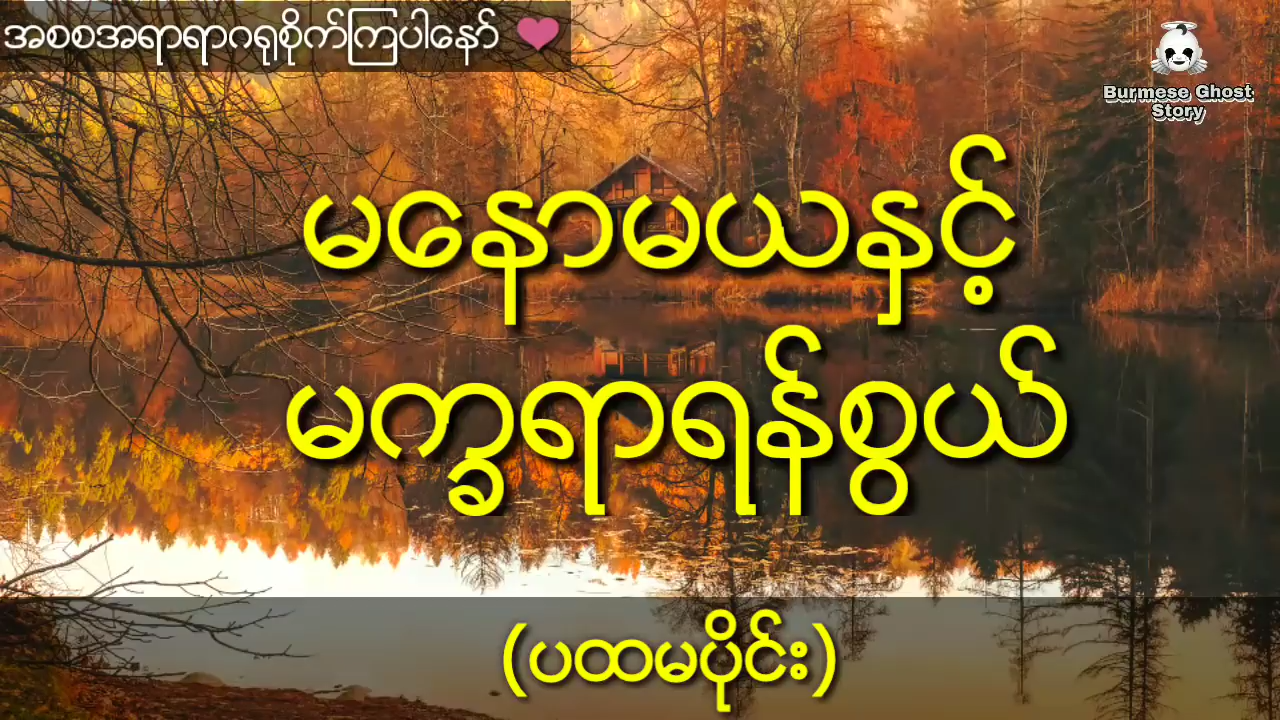 အစစအရာရာဂရုစိုက်ကြပါနော် ❤
Burmese Ghost
Story
မနောမယနှင့်
မက္ခရာရန်စွယ်
(ပထမပိုင်း)